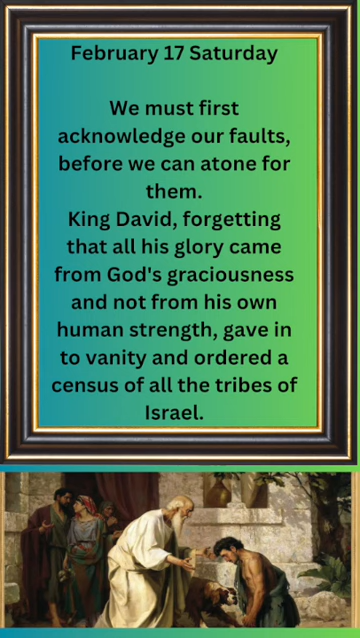 February 17 Saturday
We must first
acknowledge our faults,
before we can atone for
them.
King David, forgetting
that all his glory came
from God's graciousness
and not from his own
human strength, gave in
to vanity and ordered a
census of all the tribes of
Israel.